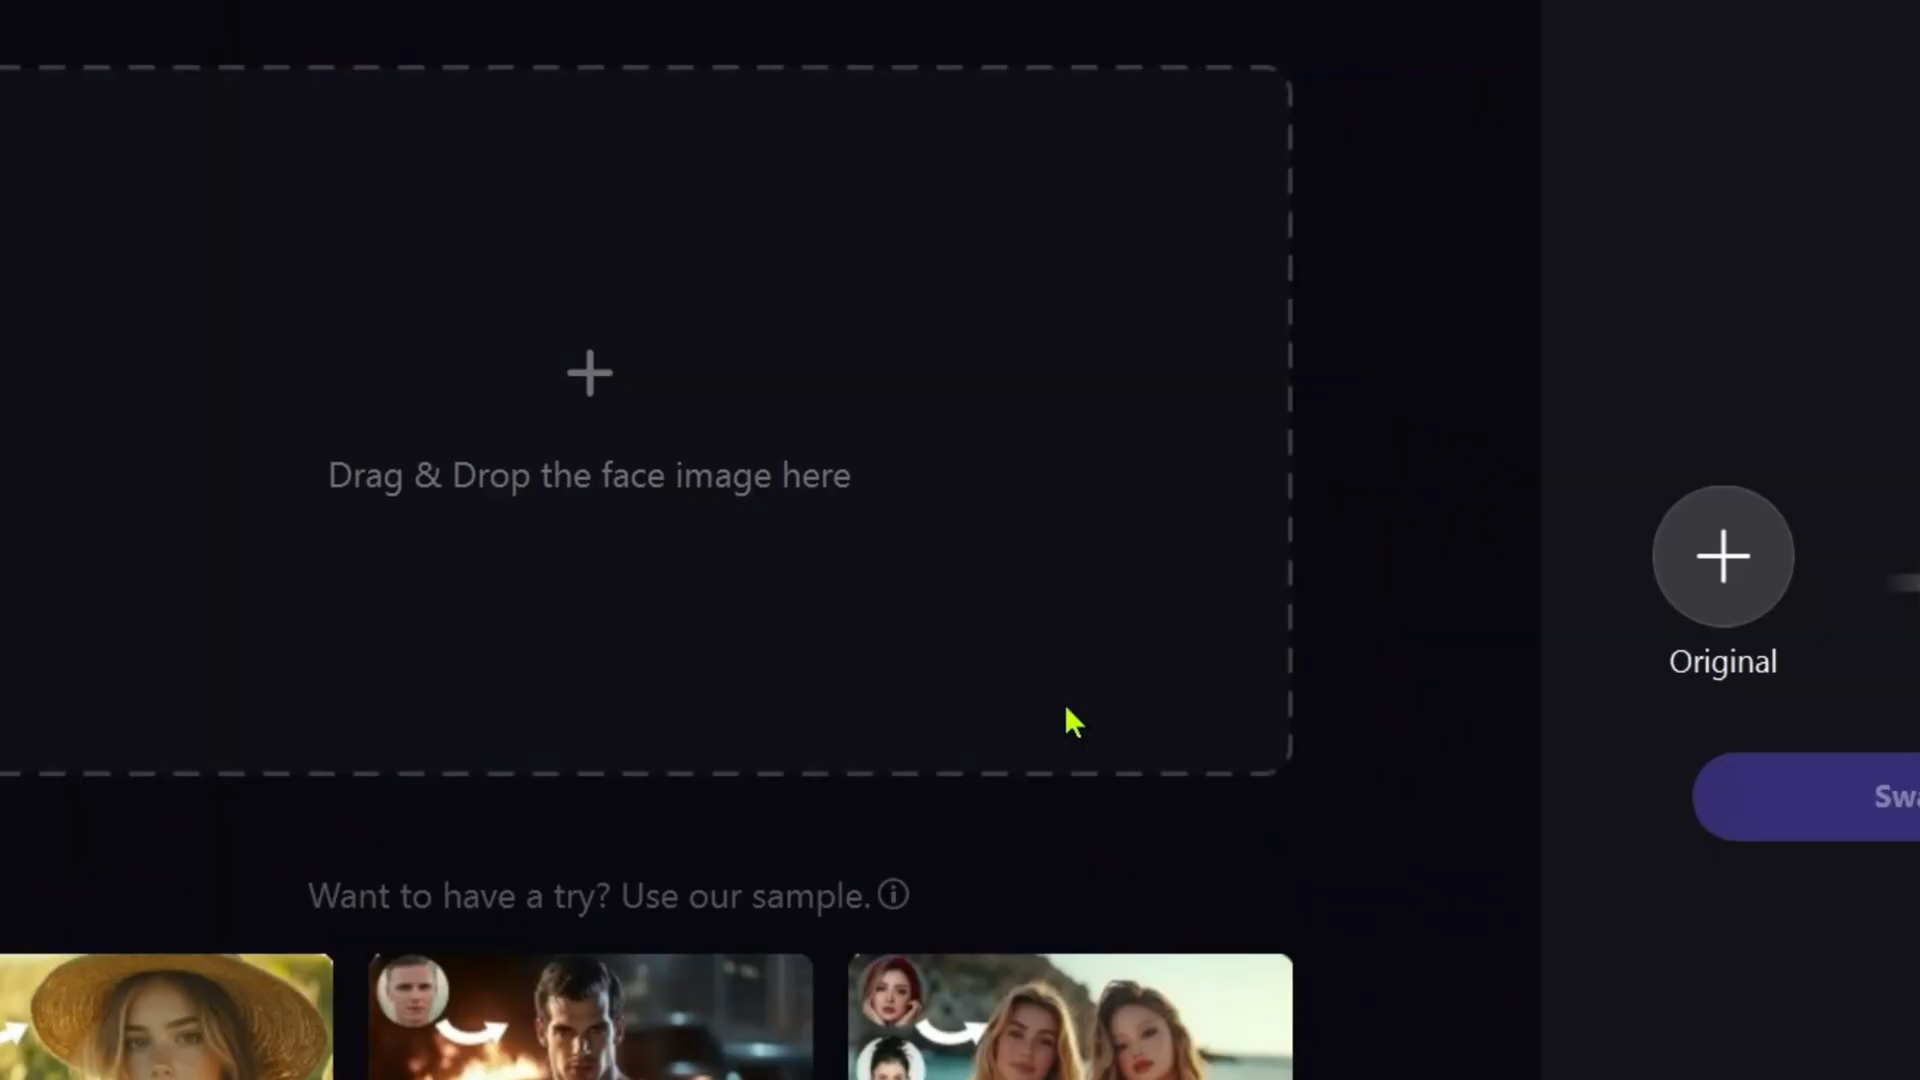 Drag & Drop the face image here
Original
Want to have a try? Use our sample.